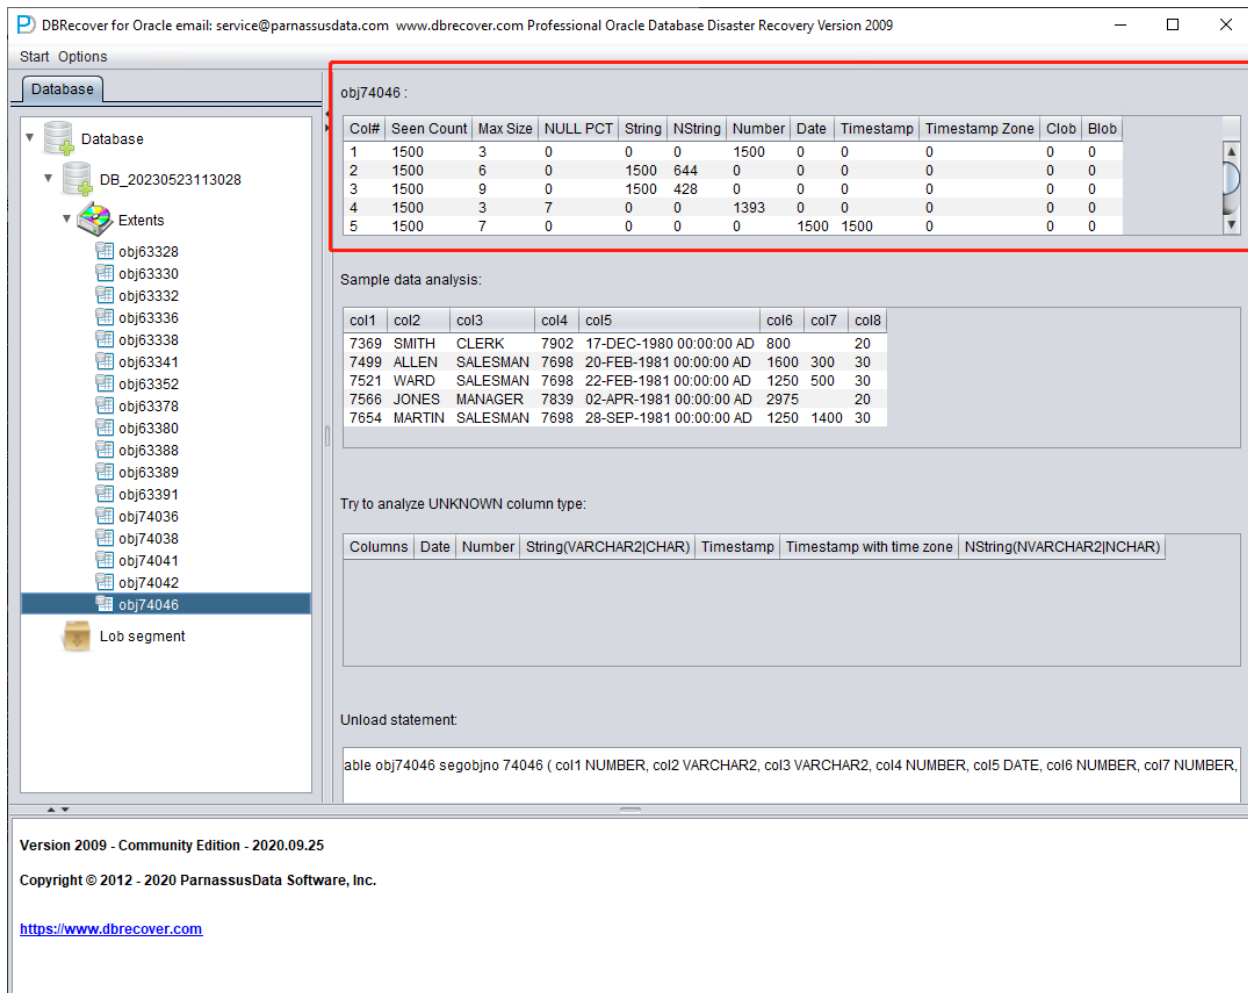 DBRecover for Oracle email: service@parnassusdata.com www.dbrecover.com Professional Oracle Database Disaster Recovery Version 2009
Start Options
Database
Database
DB_20230523113028
Extents
obj63328
obj63330
obj63332
obj63336
obj63338
obj63341
obj63352
obj63378
obj63380
obj63388
obj63389
obj63391
obj74036
obj74038
obj74041
obj74042
obj74046
Lob segment
obj74046 :
Col# Seen Count Max Size NULL PCT String NString Number Date Timestamp Timestamp Zone Clob Blob
1 1500 3 0 0 0 1500 0 0 0 0 0
2 1500 6 0 1500 644 0 0 0 0 0 0
3 1500 9 0 1500 428 0 0 0 0 0 0
4 1500 3 7 0 0 1393 0 0 0 0 0
5 1500 7 0 0 0 0 1500 1500 0 0 0
Sample data analysis:
col1 col2 col3 col4 col5 col6 col7 col8
7369 SMITH CLERK 7902 17-DEC-1980 00:00:00 AD 800 20
7499 ALLEN SALESMAN 7698 20-FEB-1981 00:00:00 AD 1600 300 30
7521 WARD SALESMAN 7698 22-FEB-1981 00:00:00 AD 1250 500 30
7566 JONES MANAGER 7839 02-APR-1981 00:00:00 AD 2975 20
7654 MARTIN SALESMAN 7698 28-SEP-1981 00:00:00 AD 1250 1400 30
Try to analyze UNKNOWN column type:
Columns Date Number String(VARCHAR2|CHAR) Timestamp Timestamp with time zone NString(NVARCHAR2|NCHAR)
Unload statement:
able obj74046 segobjno 74046 ( col1 NUMBER, col2 VARCHAR2, col3 VARCHAR2, col4 NUMBER, col5 DATE, col6 NUMBER, col7 NUMBER,
Version 2009 - Community Edition - 2020.09.25
Copyright © 2012 - 2020 ParnassusData Software, Inc.
https://www.dbrecover.com